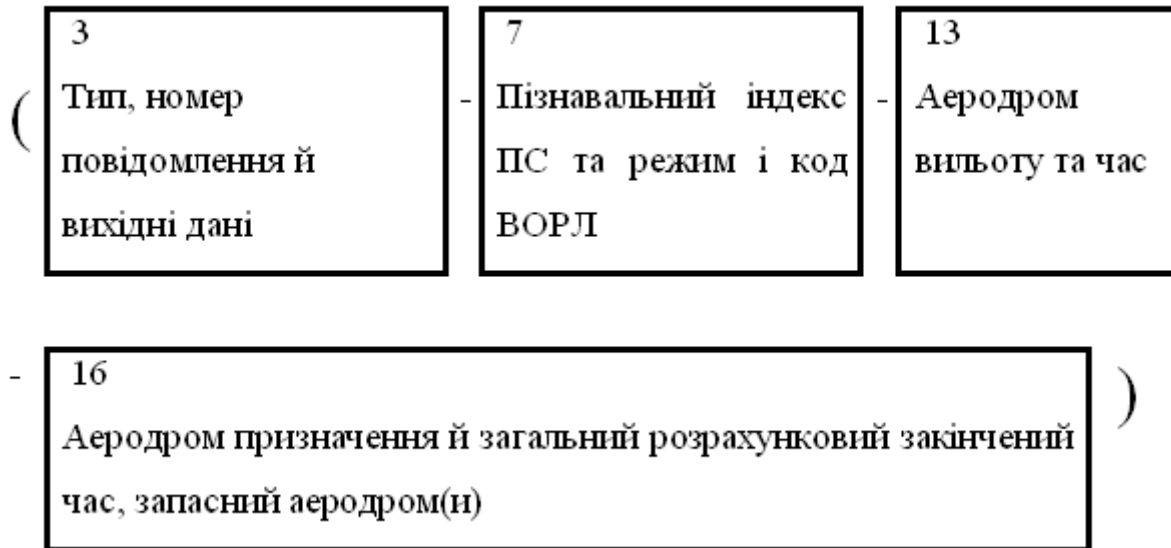 3 7 13
( Тип, номер повідомлення й вихідні дані - Пізнавальний індекс ПС та режим і код ВОРЛ - Аеродром вильоту та час
- 16
Аеродром призначення й загальний розрахунковий закінчений
час, запасний аеродром(и) )